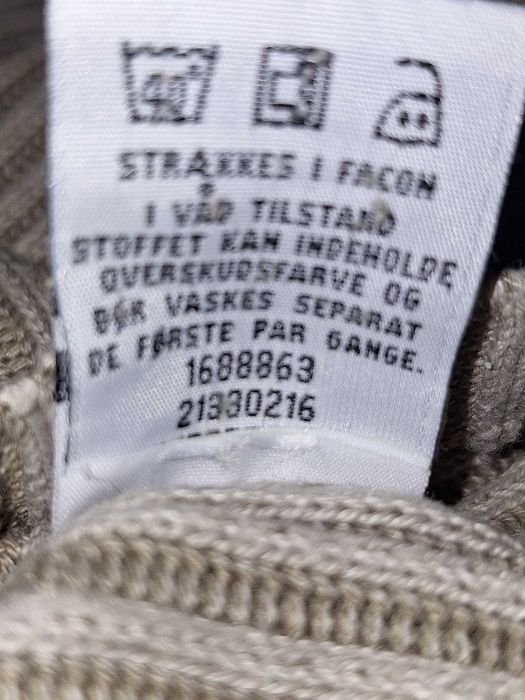 40°
STRÆKKES I FACON
I VÅD TILSTAND
STOFFET KAN INDEHOLDE
OVERSKUDSFARVE OG
BØR VASKES SEPARAT
DE FØRSTE PAR GANGE.
1688863
21330216